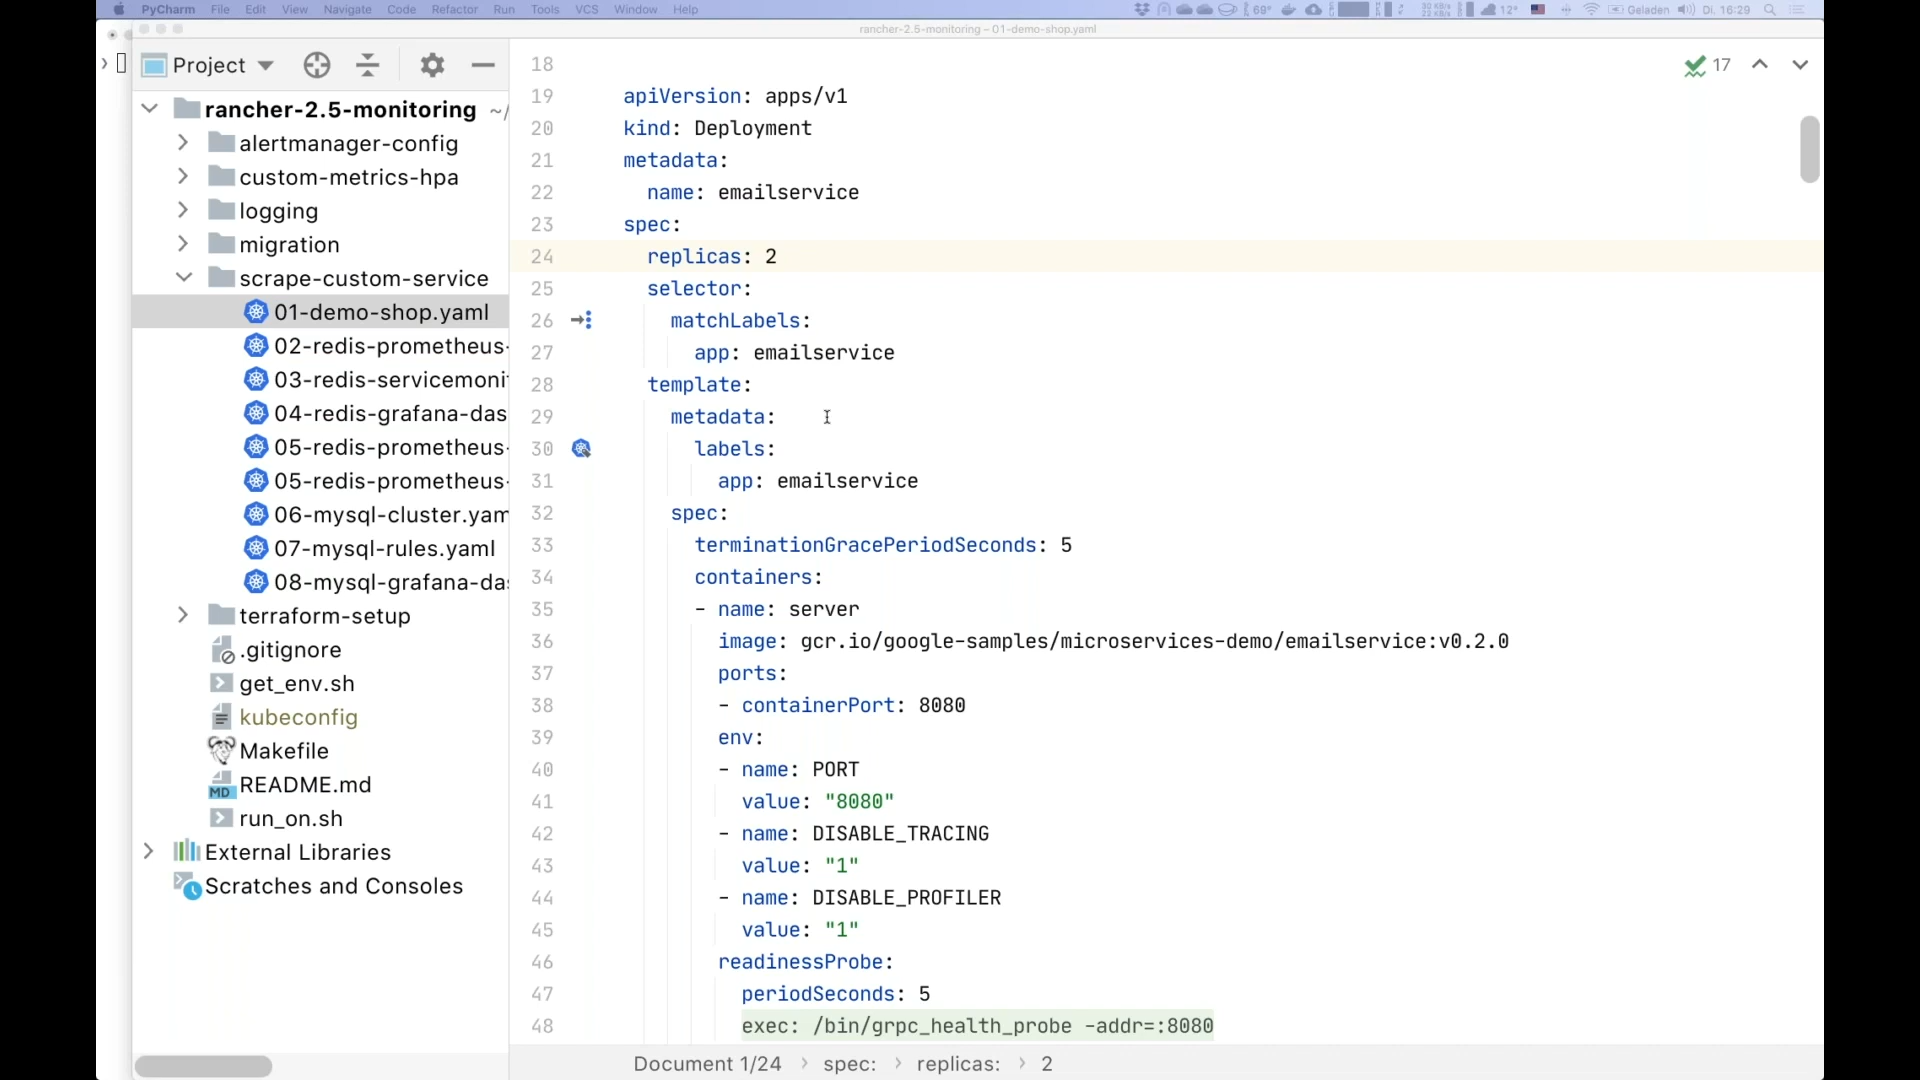 PyCharm File Edit View Navigate Code Refactor Run Tools VCS Window Help
69° 12° Geladen Di. 16:29
rancher-2.5-monitoring – 01-demo-shop.yaml
Project
rancher-2.5-monitoring ~/
alertmanager-config
custom-metrics-hpa
logging
migration
scrape-custom-service
01-demo-shop.yaml
02-redis-prometheus-
03-redis-servicemoni
04-redis-grafana-das
05-redis-prometheus-
05-redis-prometheus-
06-mysql-cluster.yam
07-mysql-rules.yaml
08-mysql-grafana-das
terraform-setup
.gitignore
get_env.sh
kubeconfig
Makefile
README.md
run_on.sh
External Libraries
Scratches and Consoles
17
18
19 apiVersion: apps/v1
20 kind: Deployment
21 metadata:
22 name: emailservice
23 spec:
24 replicas: 2
25 selector:
26 matchLabels:
27 app: emailservice
28 template:
29 metadata:
30 labels:
31 app: emailservice
32 spec:
33 terminationGracePeriodSeconds: 5
34 containers:
35 - name: server
36 image: gcr.io/google-samples/microservices-demo/emailservice:v0.2.0
37 ports:
38 - containerPort: 8080
39 env:
40 - name: PORT
41 value: "8080"
42 - name: DISABLE_TRACING
43 value: "1"
44 - name: DISABLE_PROFILER
45 value: "1"
46 readinessProbe:
47 periodSeconds: 5
48 exec: /bin/grpc_health_probe -addr=:8080
Document 1/24 › spec: › replicas: › 2